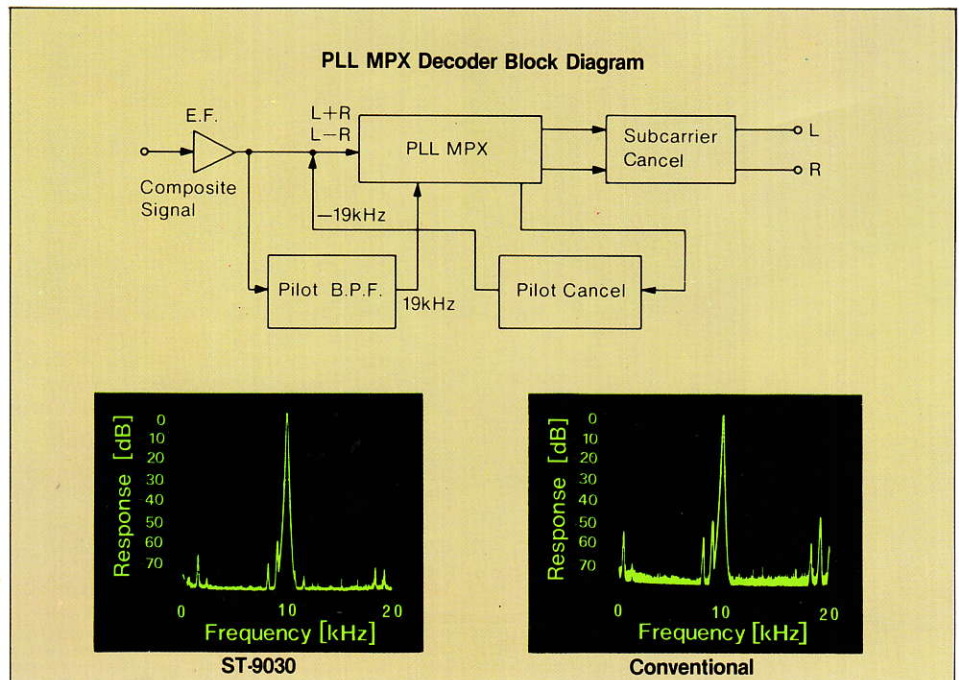 PLL MPX Decoder Block Diagram
E.F.
L+R
L−R
PLL MPX
Subcarrier
Cancel
L
R
Composite
Signal
−19kHz
Pilot B.P.F.
19kHz
Pilot Cancel
Response [dB]
0
10
20
30
40
50
60
70
0 10 20
Frequency [kHz]
ST-9030
Response [dB]
0
10
20
30
40
50
60
70
0 10 20
Frequency [kHz]
Conventional